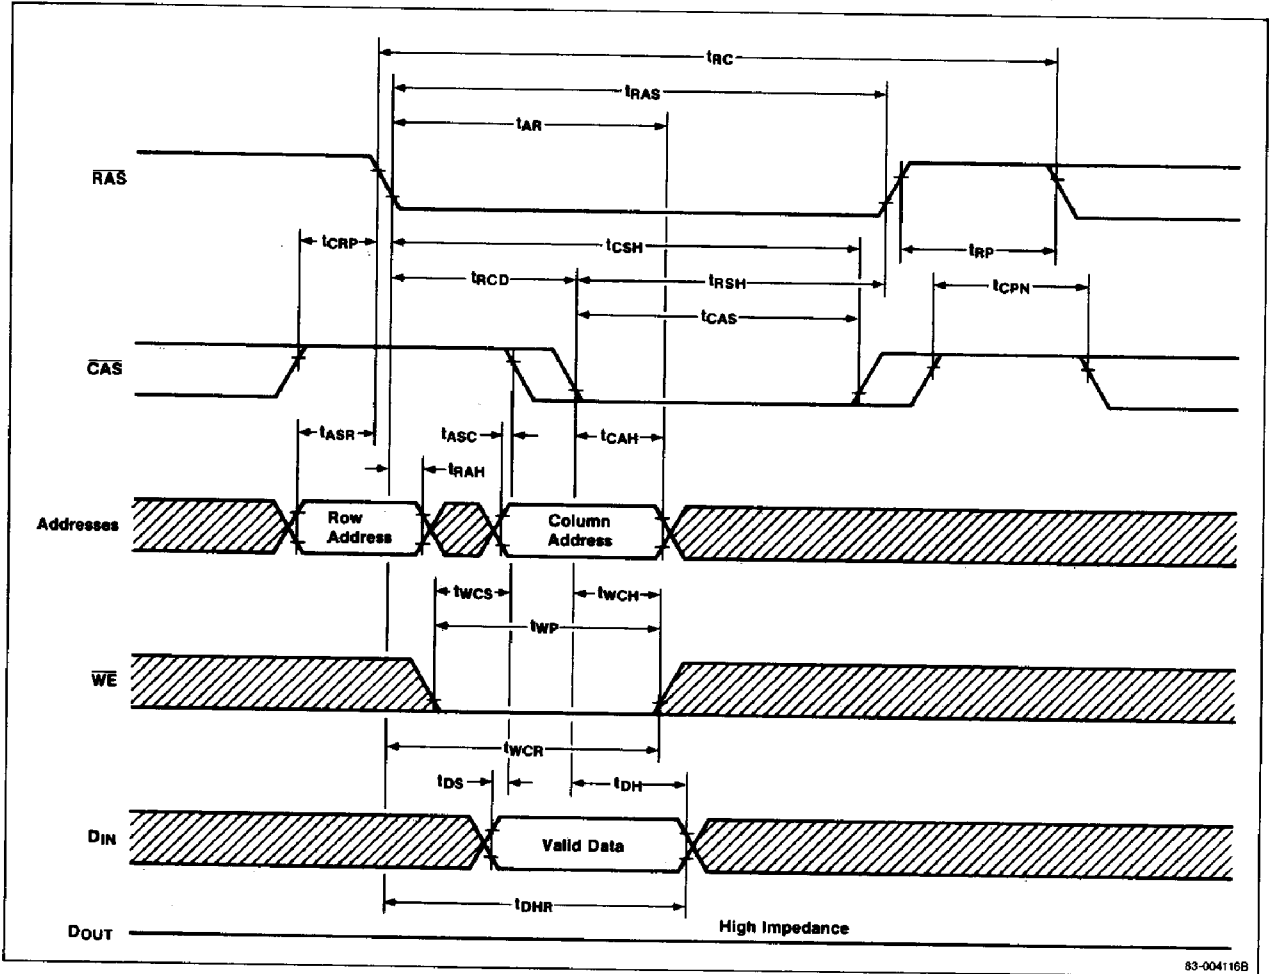 tRC
tRAS
tAR
RAS
tCRP
tCSH
tRP
tRCD
tRSH
tCPN
tCAS
CAS
tASR
tASC
tCAH
tRAH
Addresses
Row
Address
Column
Address
tWCS
tWCH
tWP
WE
tWCR
tDS
tDH
DIN
Valid Data
tDHR
DOUT
High Impedance
83-004116B